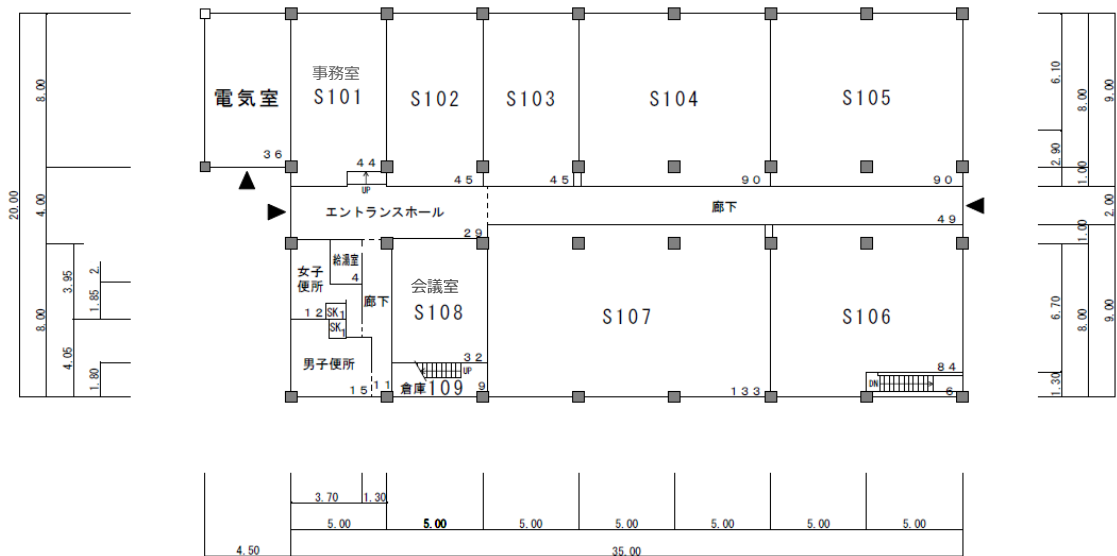 事務室
電気室
S101
S102
S103
S104
S105
36
44
45
45
90
90
UP
エントランスホール
廊下
29
49
女子
便所
給湯室
4
廊下
会議室
S108
S107
S106
12
SK1
SK1
男子便所
15
11
32
UP
倉庫109
9
133
84
DN
6
20.00
8.00
4.00
8.00
3.95
4.05
2.
1.85
1.80
6.10
2.90
8.00
1.00
9.00
2.00
1.00
6.70
1.30
8.00
9.00
3.70
1.30
5.00
5.00
5.00
5.00
5.00
5.00
5.00
4.50
35.00